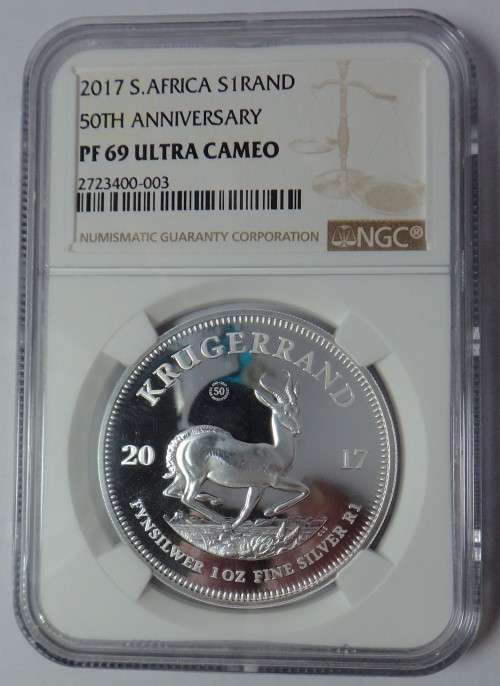 2017 S.AFRICA S1RAND
50TH ANNIVERSARY
PF 69 ULTRA CAMEO
2723400-003
NUMISMATIC GUARANTY CORPORATION
NGC®
KRUGERRAND
50
20 17
FYNSILWER 1 OZ FINE SILVER R1